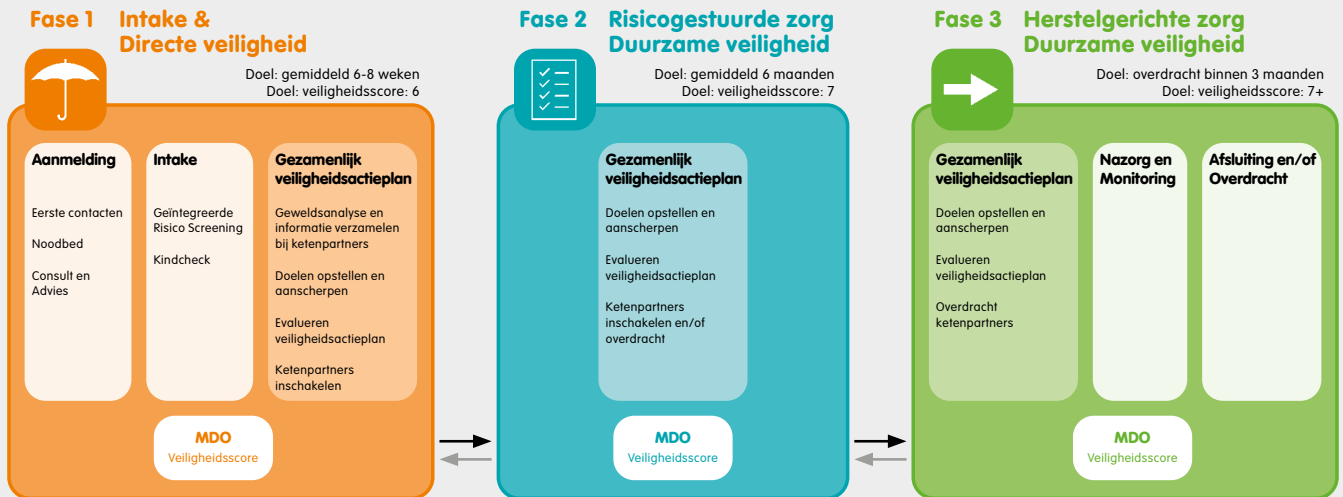 Fase 1 Intake &
Directe veiligheid
Doel: gemiddeld 6-8 weken
Doel: veiligheidsscore: 6
Aanmelding
Eerste contacten
Noodbed
Consult en
Advies
Intake
Geïntegreerde
Risico Screening
Kindcheck
Gezamenlijk
veiligheidsactieplan
Geweldsanalyse en
informatie verzamelen
bij ketenpartners
Doelen opstellen en
aanscherpen
Evalueren
veiligheidsactieplan
Ketenpartners
inschakelen
MDO
Veiligheidsscore
Fase 2 Risicogestuurde zorg
Duurzame veiligheid
Doel: gemiddeld 6 maanden
Doel: veiligheidsscore: 7
Gezamenlijk
veiligheidsactieplan
Doelen opstellen en
aanscherpen
Evalueren
veiligheidsactieplan
Ketenpartners
inschakelen en/of
overdracht
MDO
Veiligheidsscore
Fase 3 Herstelgerichte zorg
Duurzame veiligheid
Doel: overdracht binnen 3 maanden
Doel: veiligheidsscore: 7+
Gezamenlijk
veiligheidsactieplan
Doelen opstellen en
aanscherpen
Evalueren
veiligheidsactieplan
Overdracht
ketenpartners
Nazorg en
Monitoring
Afsluiting en/of
Overdracht
MDO
Veiligheidsscore